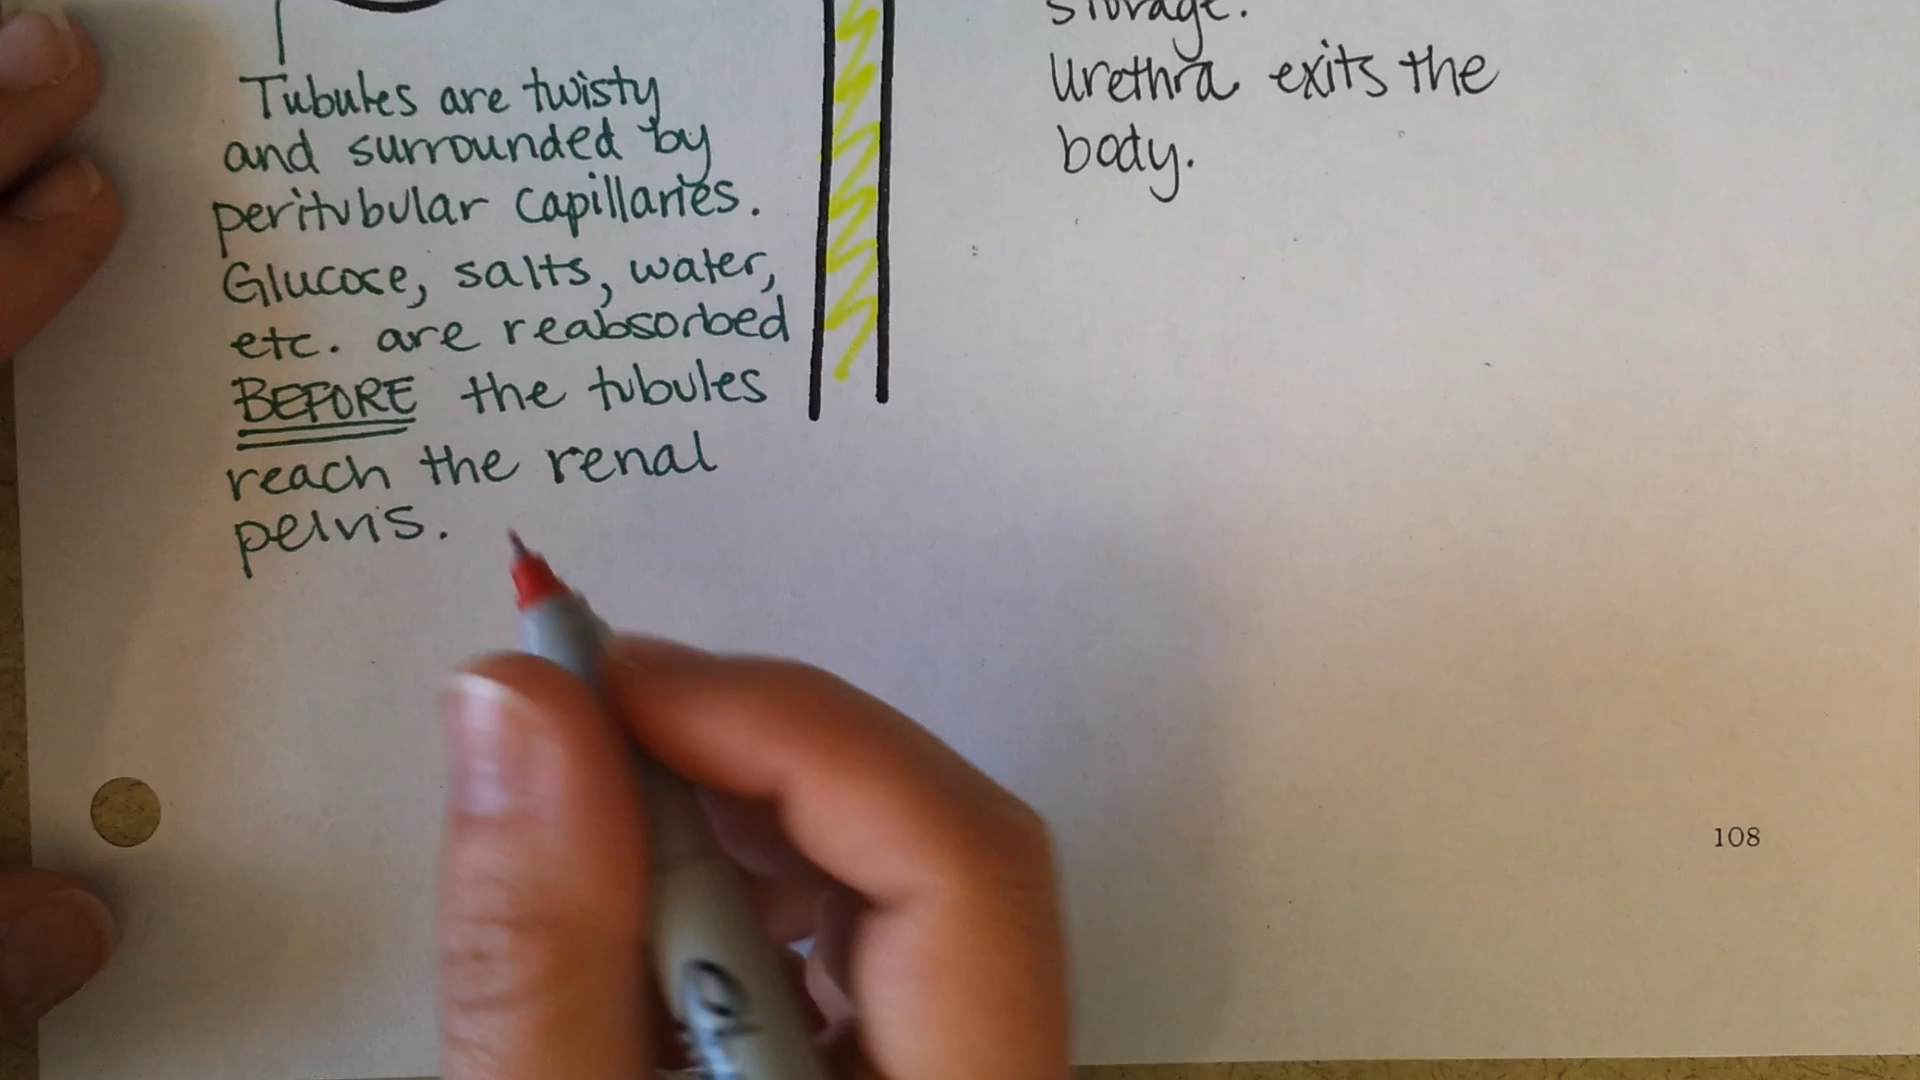 Tubules are twisty
and surrounded by
peritubular capillaries.
Glucose, salts, water,
etc. are reabsorbed
BEFORE the tubules
reach the renal
pelvis.
storage.
Urethra exits the
body.
108